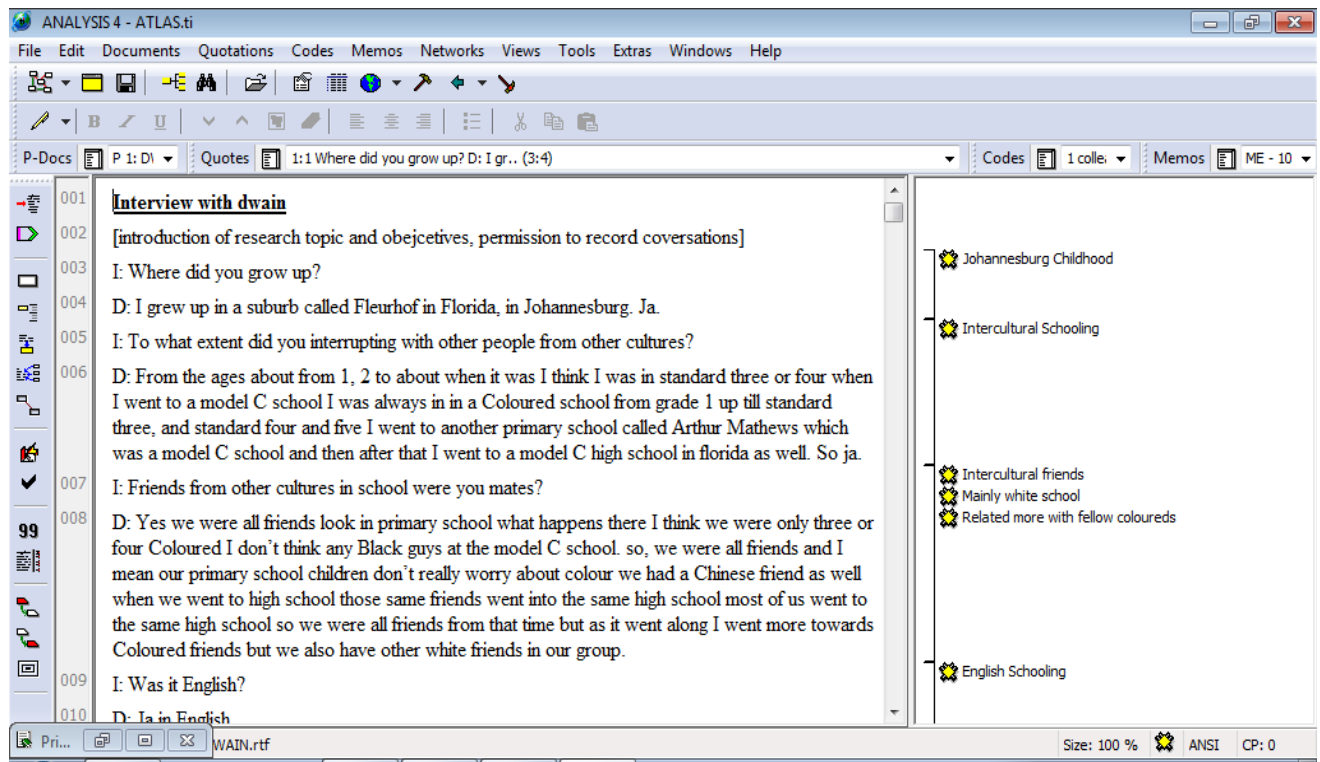 ANALYSIS 4 - ATLAS.ti
File Edit Documents Quotations Codes Memos Networks Views Tools Extras Windows Help
B I U
P-Docs P 1: D\ Quotes 1:1 Where did you grow up? D: I gr.. (3:4) Codes 1 colle Memos ME - 10
001 Interview with dwain
002 [introduction of research topic and obejcetives, permission to record coversations]
003 I: Where did you grow up?
004 D: I grew up in a suburb called Fleurhof in Florida, in Johannesburg. Ja.
005 I: To what extent did you interrupting with other people from other cultures?
006 D: From the ages about from 1, 2 to about when it was I think I was in standard three or four when
I went to a model C school I was always in in a Coloured school from grade 1 up till standard
three, and standard four and five I went to another primary school called Arthur Mathews which
was a model C school and then after that I went to a model C high school in florida as well. So ja.
007 I: Friends from other cultures in school were you mates?
008 D: Yes we were all friends look in primary school what happens there I think we were only three or
four Coloured I don't think any Black guys at the model C school. so, we were all friends and I
mean our primary school children don't really worry about colour we had a Chinese friend as well
when we went to high school those same friends went into the same high school most of us went to
the same high school so we were all friends from that time but as it went along I went more towards
Coloured friends but we also have other white friends in our group.
009 I: Was it English?
010 D: Ja in English
Johannesburg Childhood
Intercultural Schooling
Intercultural friends
Mainly white school
Related more with fellow coloureds
English Schooling
99
Pri... WAIN.rtf Size: 100 % ANSI CP: 0